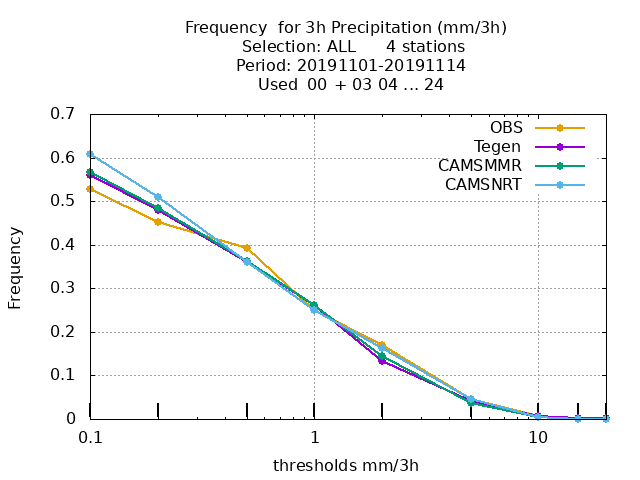 Frequency  for 3h Precipitation (mm/3h)
Selection: ALL      4 stations
Period: 20191101-20191114
Used  00  + 03 04 ... 24
OBS
Tegen
CAMSMMR
CAMSNRT
Frequency
0.7
0.6
0.5
0.4
0.3
0.2
0.1
0
0.1
1
10
thresholds mm/3h